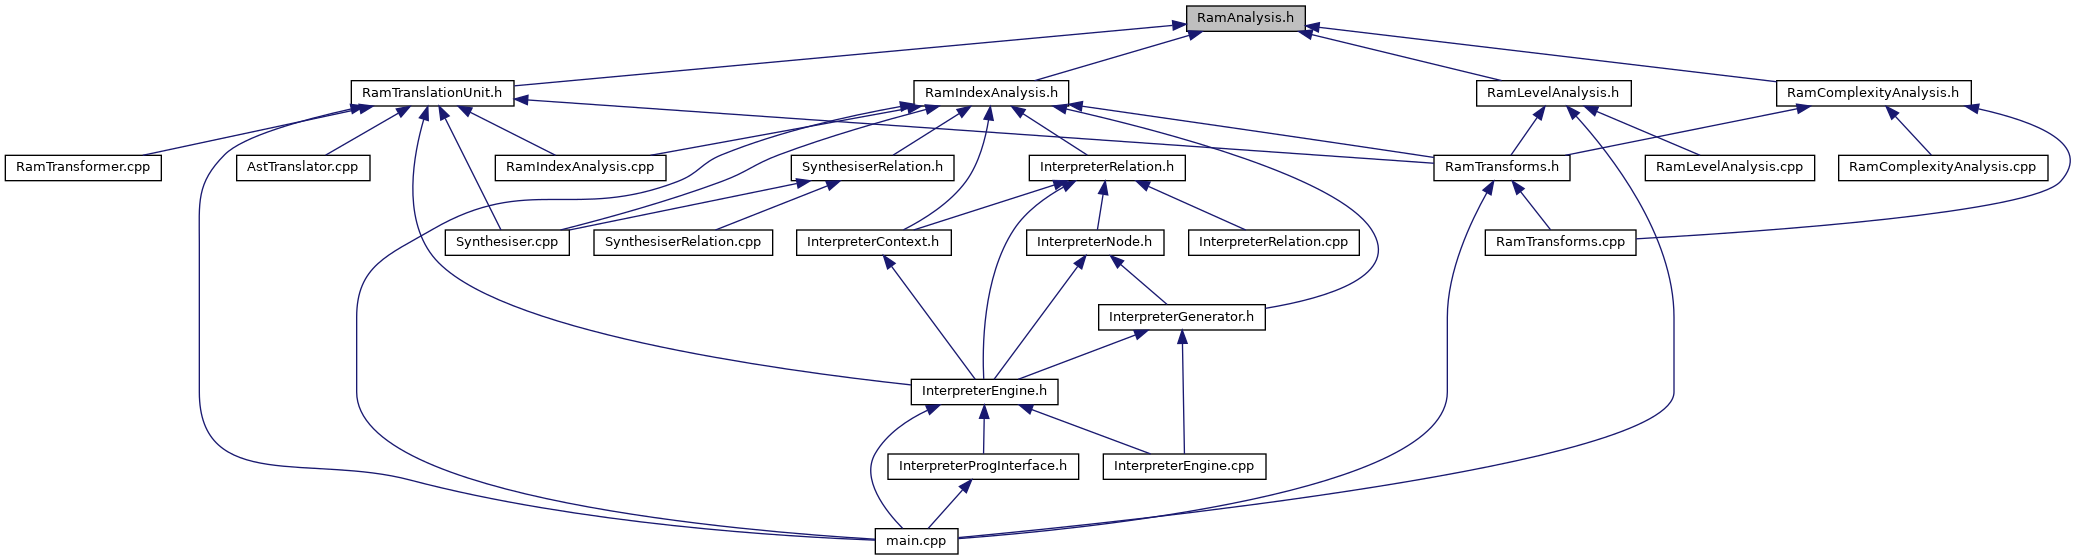 RamAnalysis.h
RamTranslationUnit.h
RamIndexAnalysis.h
RamLevelAnalysis.h
RamComplexityAnalysis.h
RamTransformer.cpp
AstTranslator.cpp
RamIndexAnalysis.cpp
SynthesiserRelation.h
InterpreterRelation.h
RamTransforms.h
RamLevelAnalysis.cpp
RamComplexityAnalysis.cpp
Synthesiser.cpp
SynthesiserRelation.cpp
InterpreterContext.h
InterpreterNode.h
InterpreterRelation.cpp
RamTransforms.cpp
InterpreterGenerator.h
InterpreterEngine.h
InterpreterProgInterface.h
InterpreterEngine.cpp
main.cpp